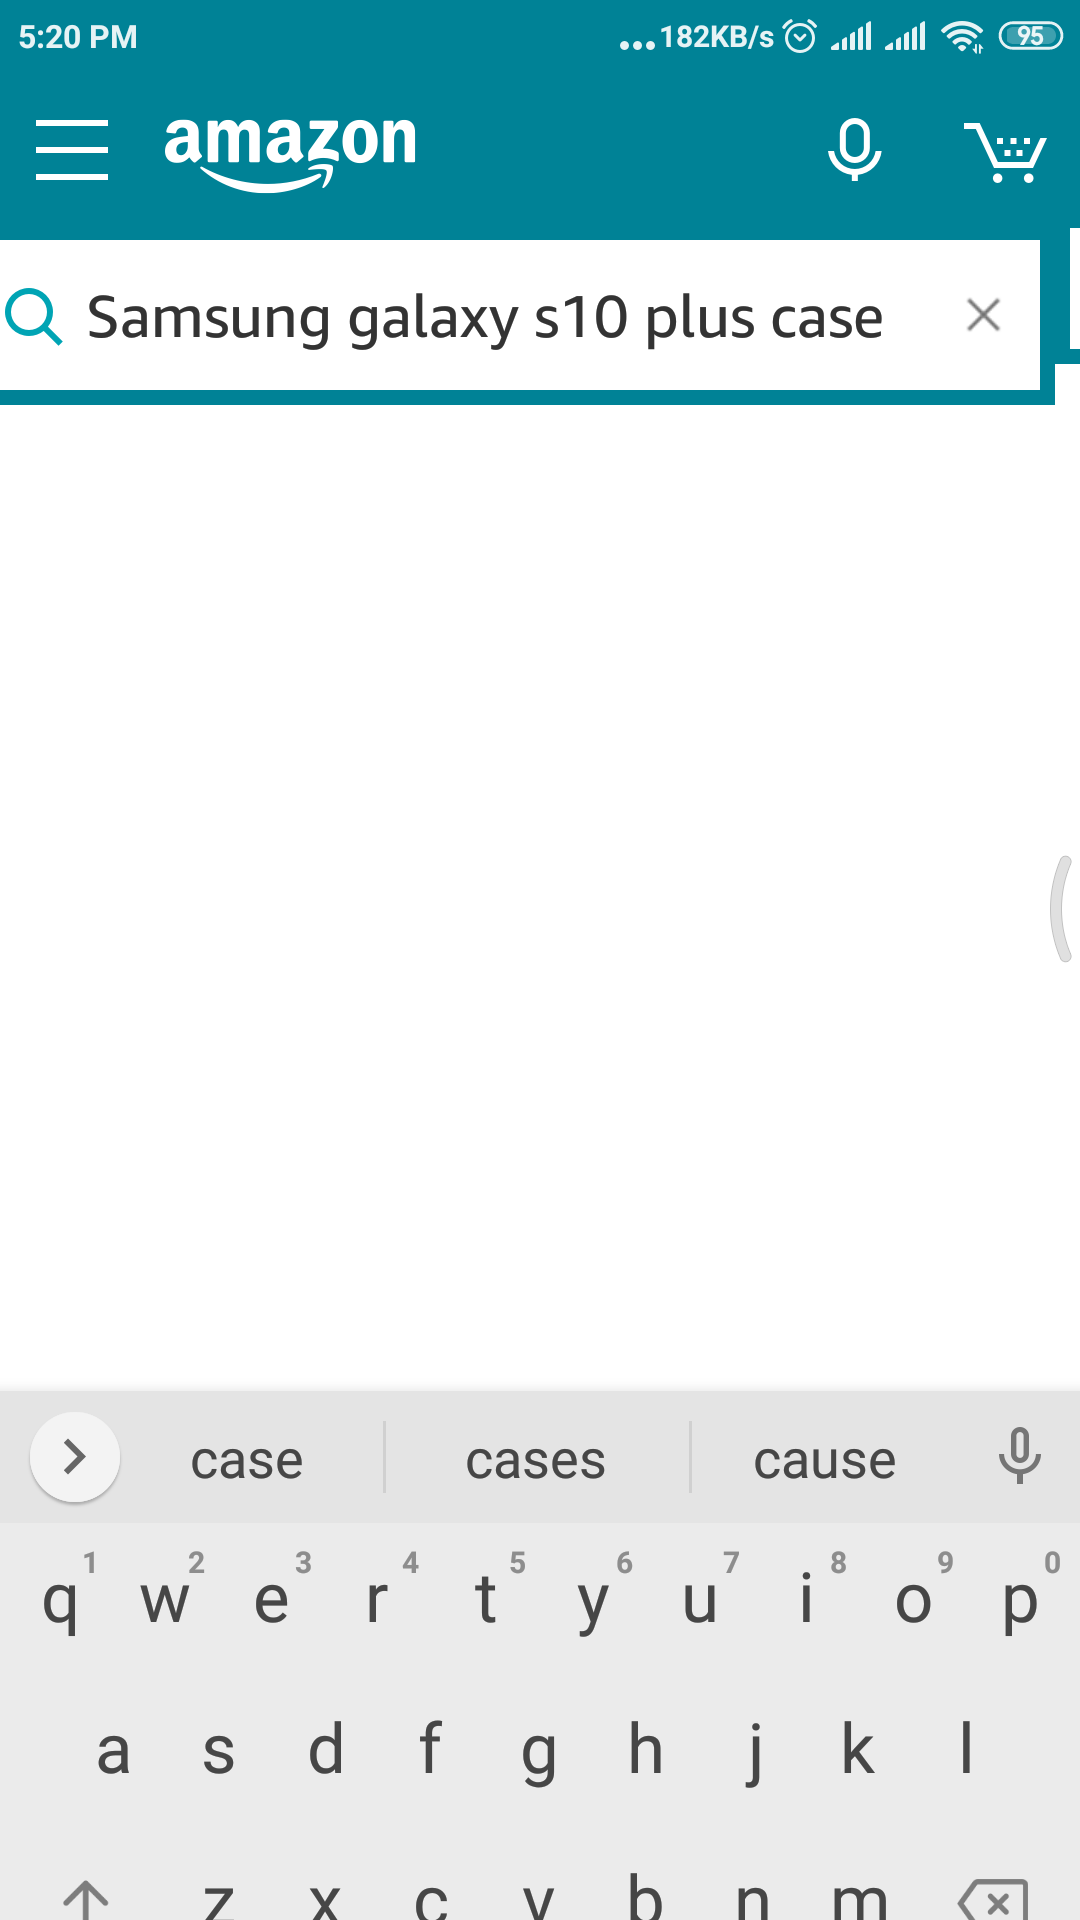 5:20 PM ...182KB/s 95
amazon
Samsung galaxy s10 plus case
case cases cause
1 2 3 4 5 6 7 8 9 0
q w e r t y u i o p
a s d f g h j k l
z x c v b n m